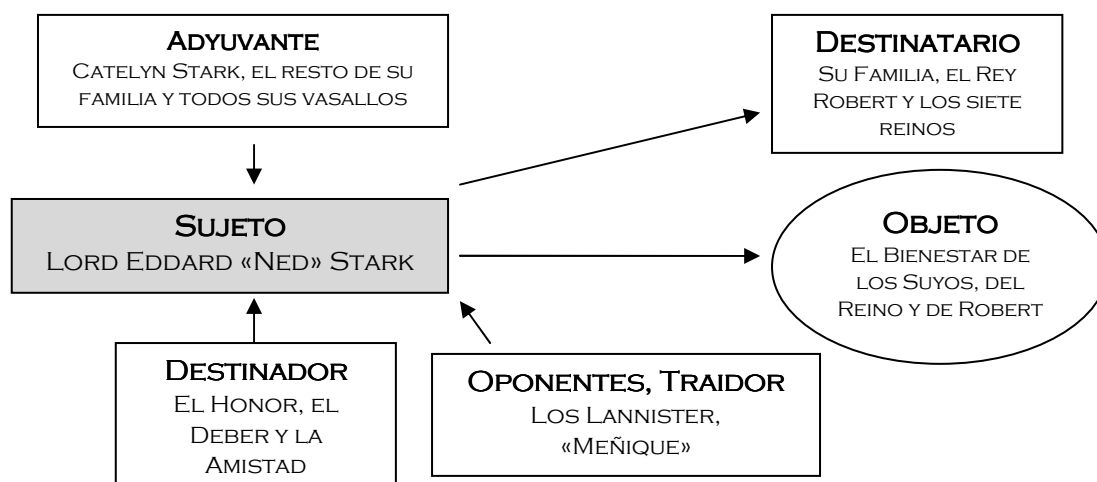 ADYUVANTE
CATELYN STARK, EL RESTO DE SU
FAMILIA Y TODOS SUS VASALLOS
DESTINATARIO
SU FAMILIA, EL REY
ROBERT Y LOS SIETE
REINOS
SUJETO
LORD EDDARD «NED» STARK
OBJETO
EL BIENESTAR DE
LOS SUYOS, DEL
REINO Y DE ROBERT
DESTINADOR
EL HONOR, EL
DEBER Y LA
AMISTAD
OPONENTES, TRAIDOR
LOS LANNISTER,
«MEÑIQUE»